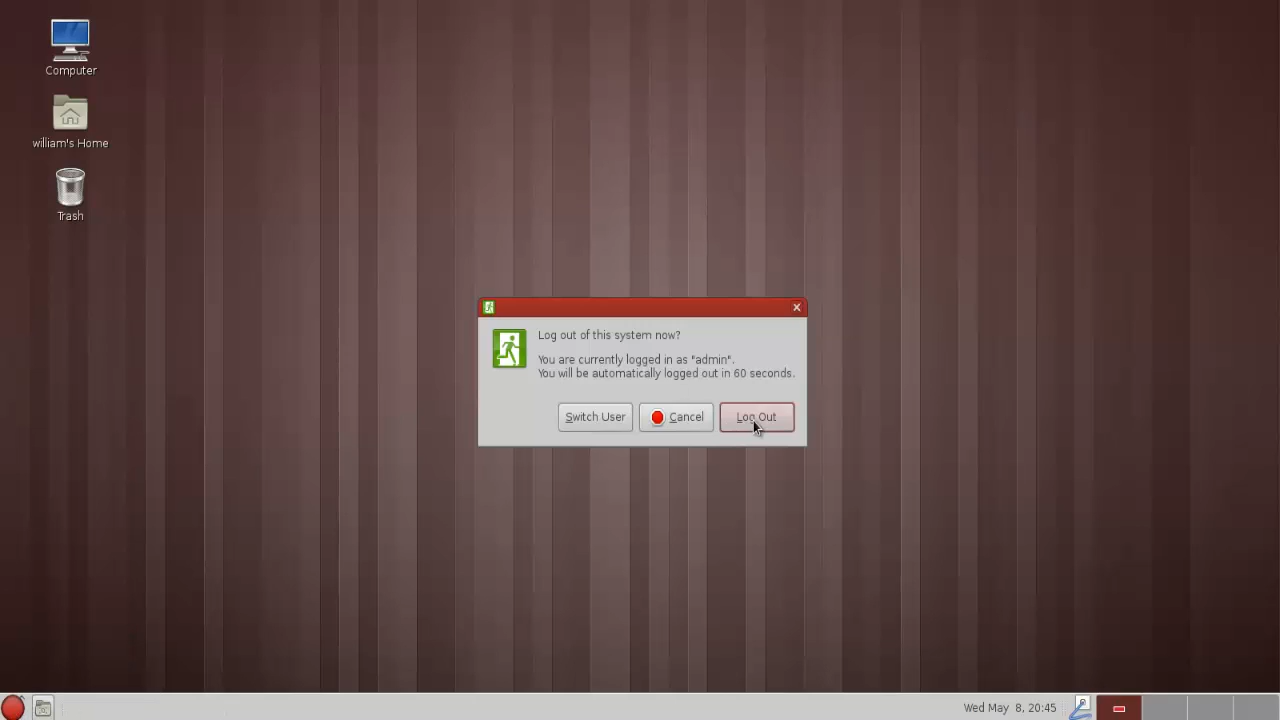 Computer
william's Home
Trash
Log out of this system now?
You are currently logged in as "admin".
You will be automatically logged out in 60 seconds.
Switch User
Cancel
Log Out
Wed May 8, 20:45